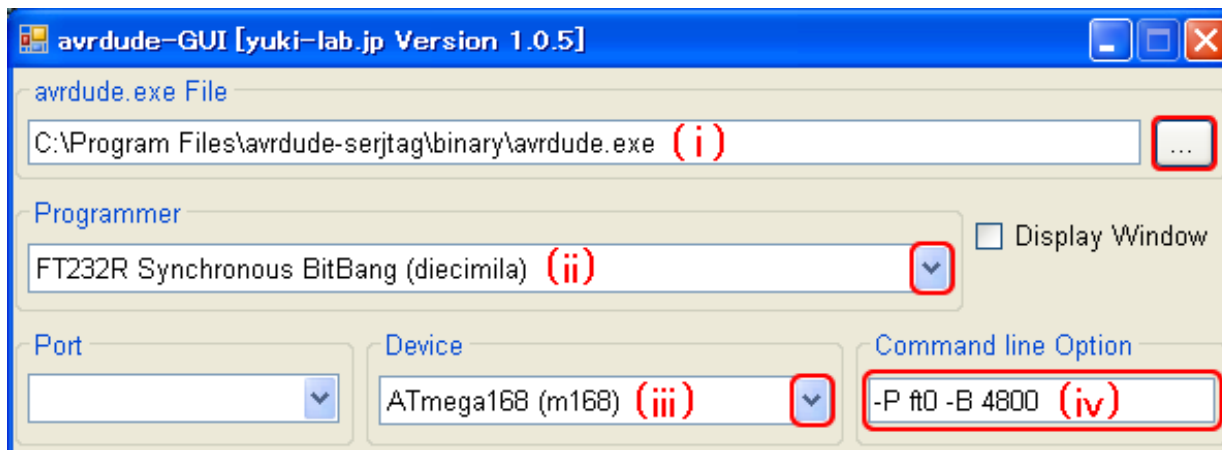 avrdude-GUI [yuki-lab.jp Version 1.0.5]
avrdude.exe File
C:\Program Files\avrdude-serjtag\binary\avrdude.exe (i) ...
Programmer
FT232R Synchronous BitBang (diecimila) (ii)
Display Window
Port
Device
ATmega168 (m168) (iii)
Command line Option
-P ft0 -B 4800 (iv)